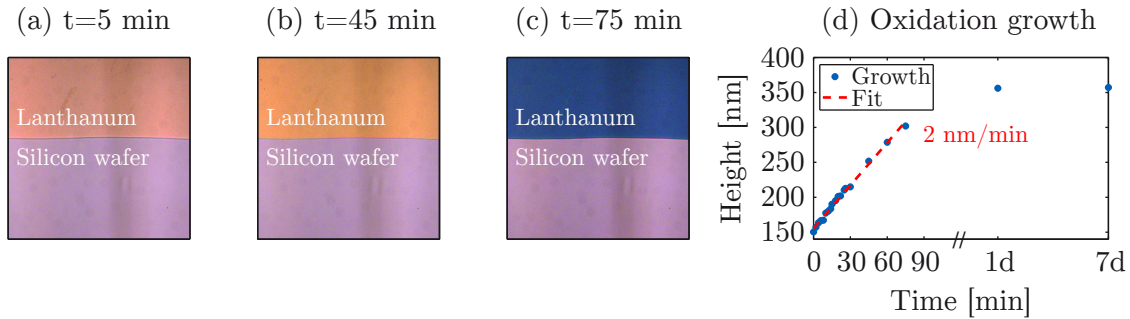 (a) t=5 min
(b) t=45 min
(c) t=75 min
(d) Oxidation growth
Lanthanum
Silicon wafer
Lanthanum
Silicon wafer
Lanthanum
Silicon wafer
Height [nm]
400
350
300
250
200
150
Growth
Fit
2 nm/min
0
30
60
90
//
1d
7d
Time [min]